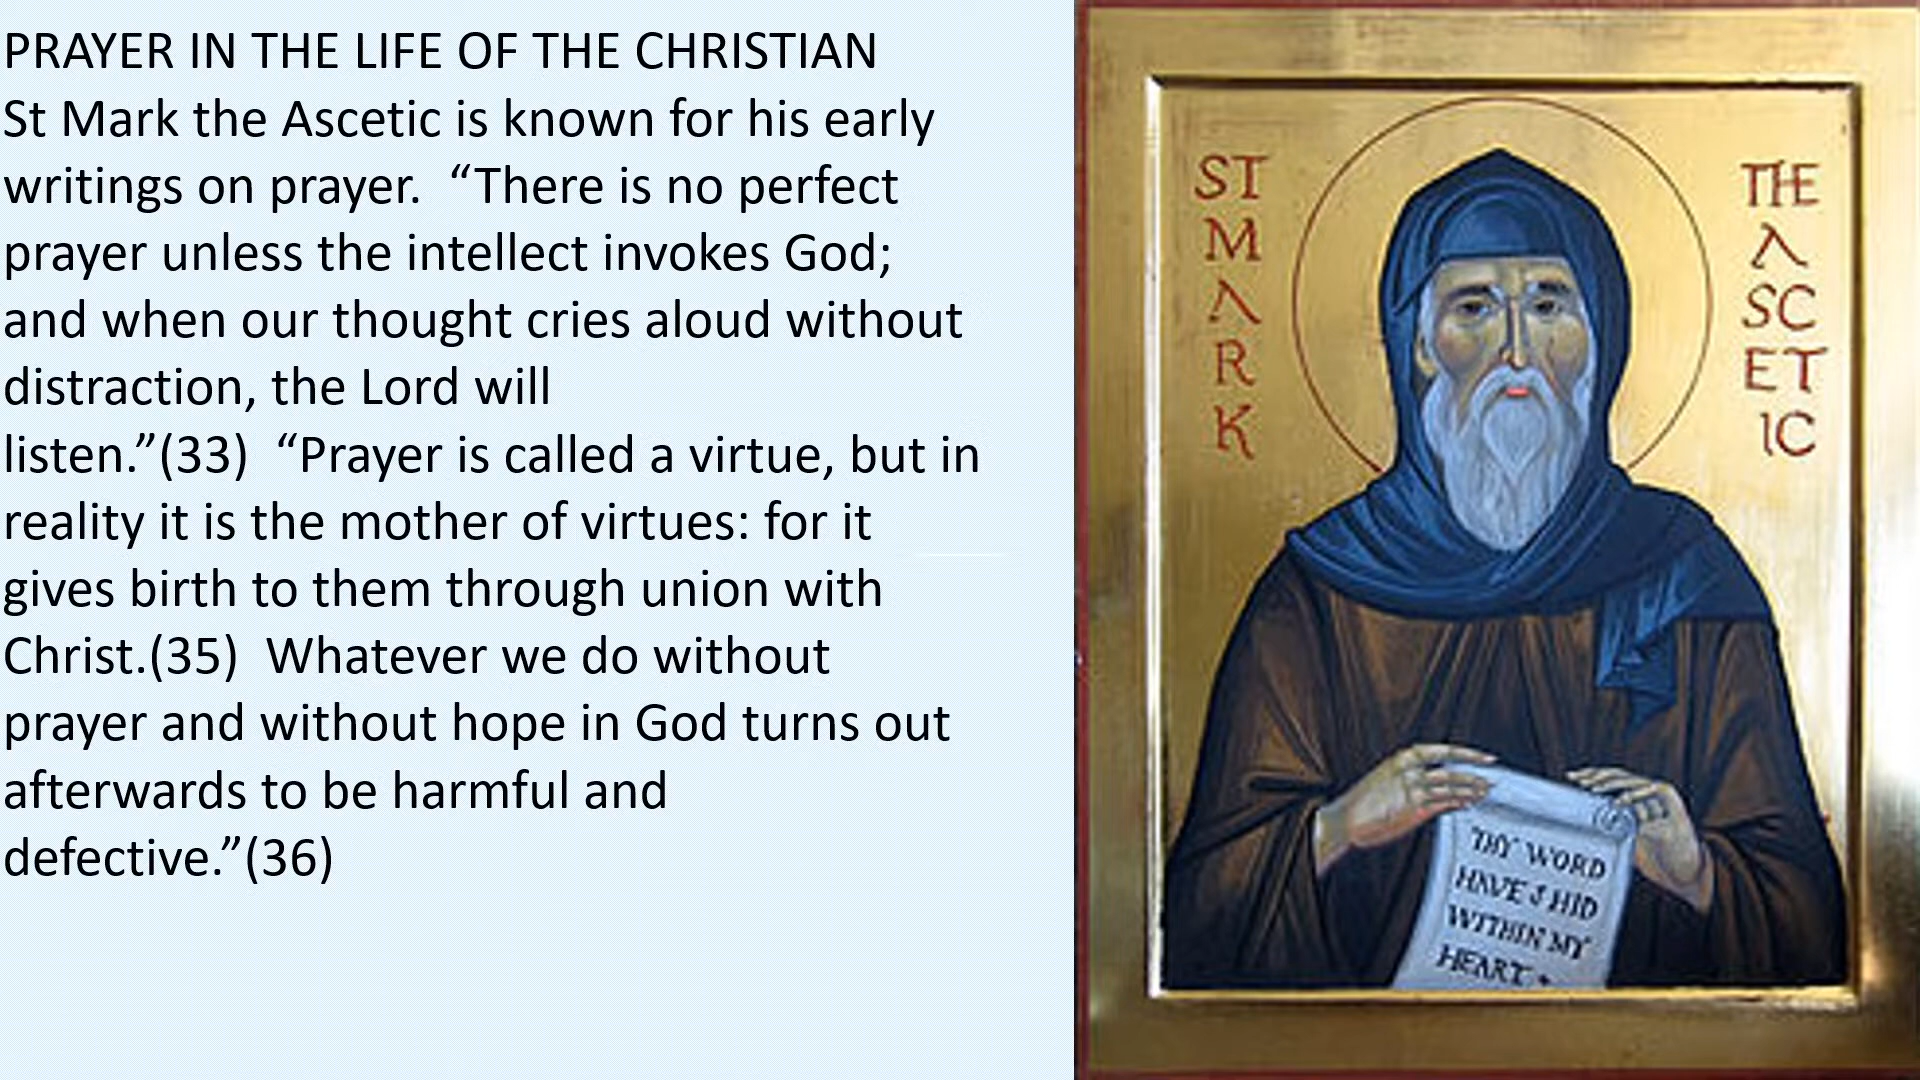 PRAYER IN THE LIFE OF THE CHRISTIAN
St Mark the Ascetic is known for his early
writings on prayer.  “There is no perfect
prayer unless the intellect invokes God;
and when our thought cries aloud without
distraction, the Lord will
listen.”(33)  “Prayer is called a virtue, but in
reality it is the mother of virtues: for it
gives birth to them through union with
Christ.(35)  Whatever we do without
prayer and without hope in God turns out
afterwards to be harmful and
defective.”(36)
ST
M
A
R
K
THE
A
SC
ET
IC
THY WORD
HAVE I HID
WITHIN MY
HEART +